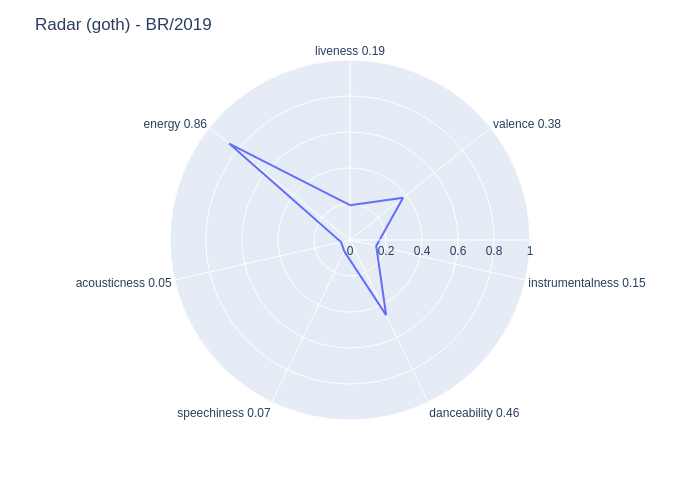 Radar (goth) - BR/2019
liveness 0.19
energy 0.86
valence 0.38
0 0.2 0.4 0.6 0.8 1
acousticness 0.05
instrumentalness 0.15
speechiness 0.07
danceability 0.46